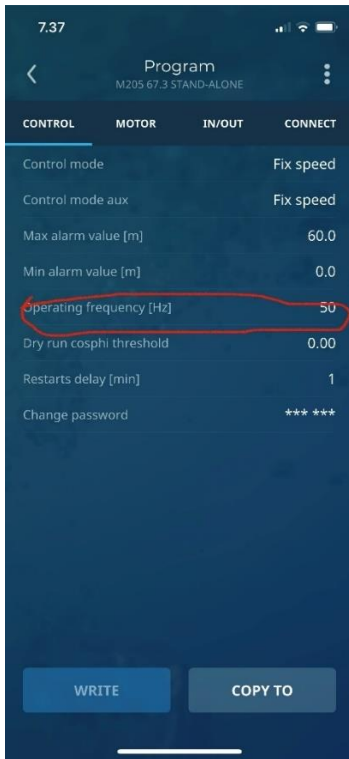 7.37
Program
M205 67.3 STAND-ALONE
CONTROL MOTOR IN/OUT CONNECT
Control mode Fix speed
Control mode aux Fix speed
Max alarm value [m] 60.0
Min alarm value [m] 0.0
Operating frequency [Hz] 50
Dry run cosphi threshold 0.00
Restarts delay [min] 1
Change password *** ***
WRITE COPY TO